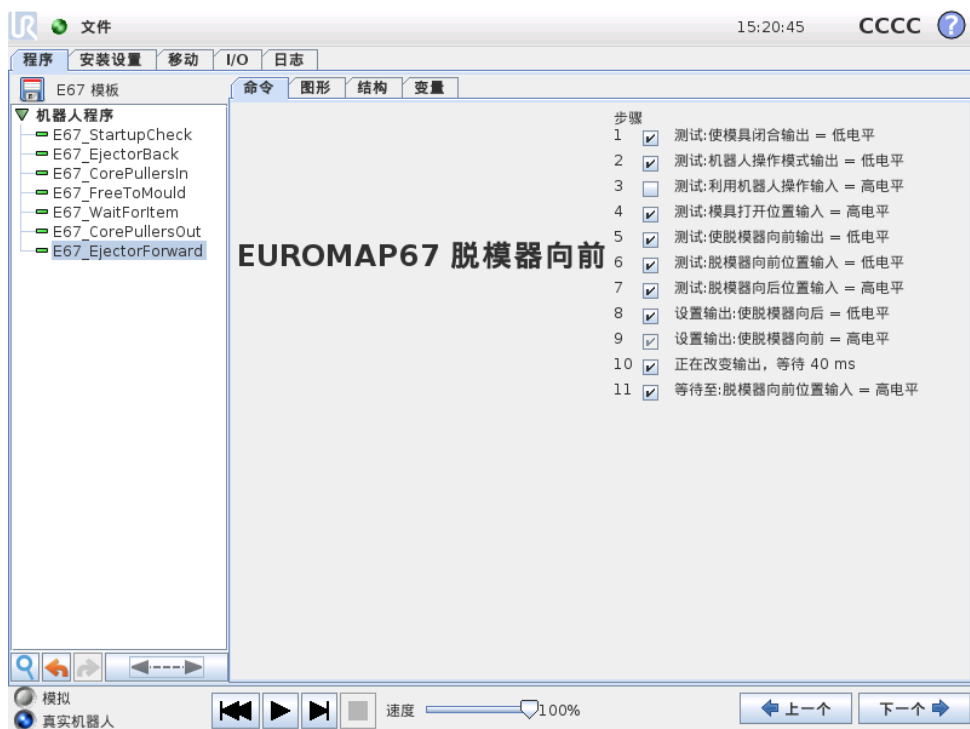 UR 文件 15:20:45 CCCC ?
程序 安装设置 移动 I/O 日志
E67 模板
命令 图形 结构 变量
机器人程序
E67_StartupCheck
E67_EjectorBack
E67_CorePullersIn
E67_FreeToMould
E67_WaitForItem
E67_CorePullersOut
E67_EjectorForward
EUROMAP67 脱模器向前
步骤
1 测试:使模具闭合输出 = 低电平
2 测试:机器人操作模式输出 = 低电平
3 测试:利用机器人操作输入 = 高电平
4 测试:模具打开位置输入 = 高电平
5 测试:使脱模器向前输出 = 低电平
6 测试:脱模器向前位置输入 = 低电平
7 测试:脱模器向后位置输入 = 高电平
8 设置输出:使脱模器向后 = 低电平
9 设置输出:使脱模器向前 = 高电平
10 正在改变输出，等待 40 ms
11 等待至:脱模器向前位置输入 = 高电平
模拟
真实机器人
速度 100%
上一个 下一个